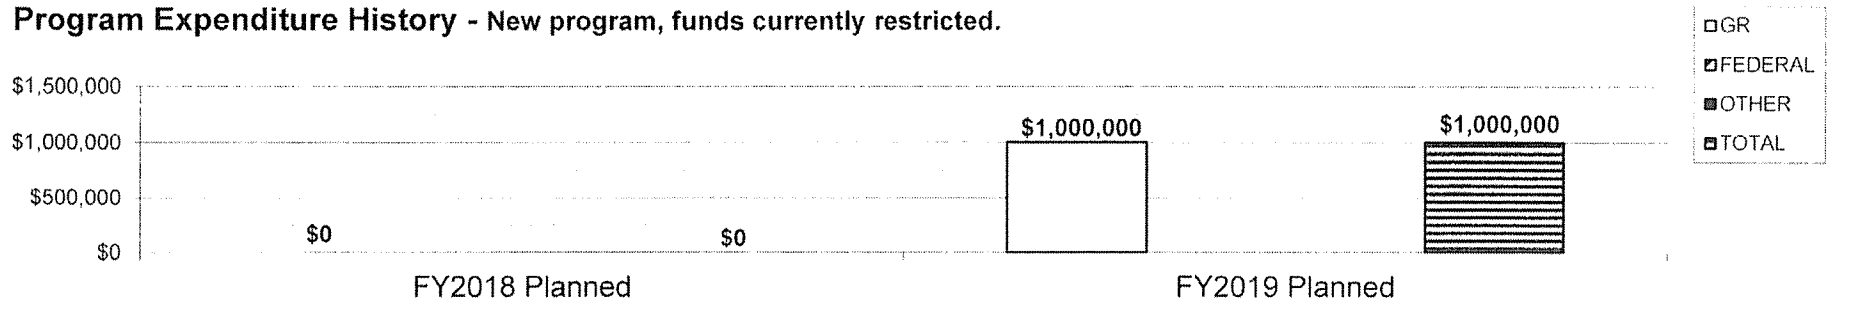 Program Expenditure History - New program, funds currently restricted.
GR
FEDERAL
OTHER
TOTAL
$1,500,000
$1,000,000
$500,000
$0
$0
$0
$1,000,000
$1,000,000
FY2018 Planned
FY2019 Planned